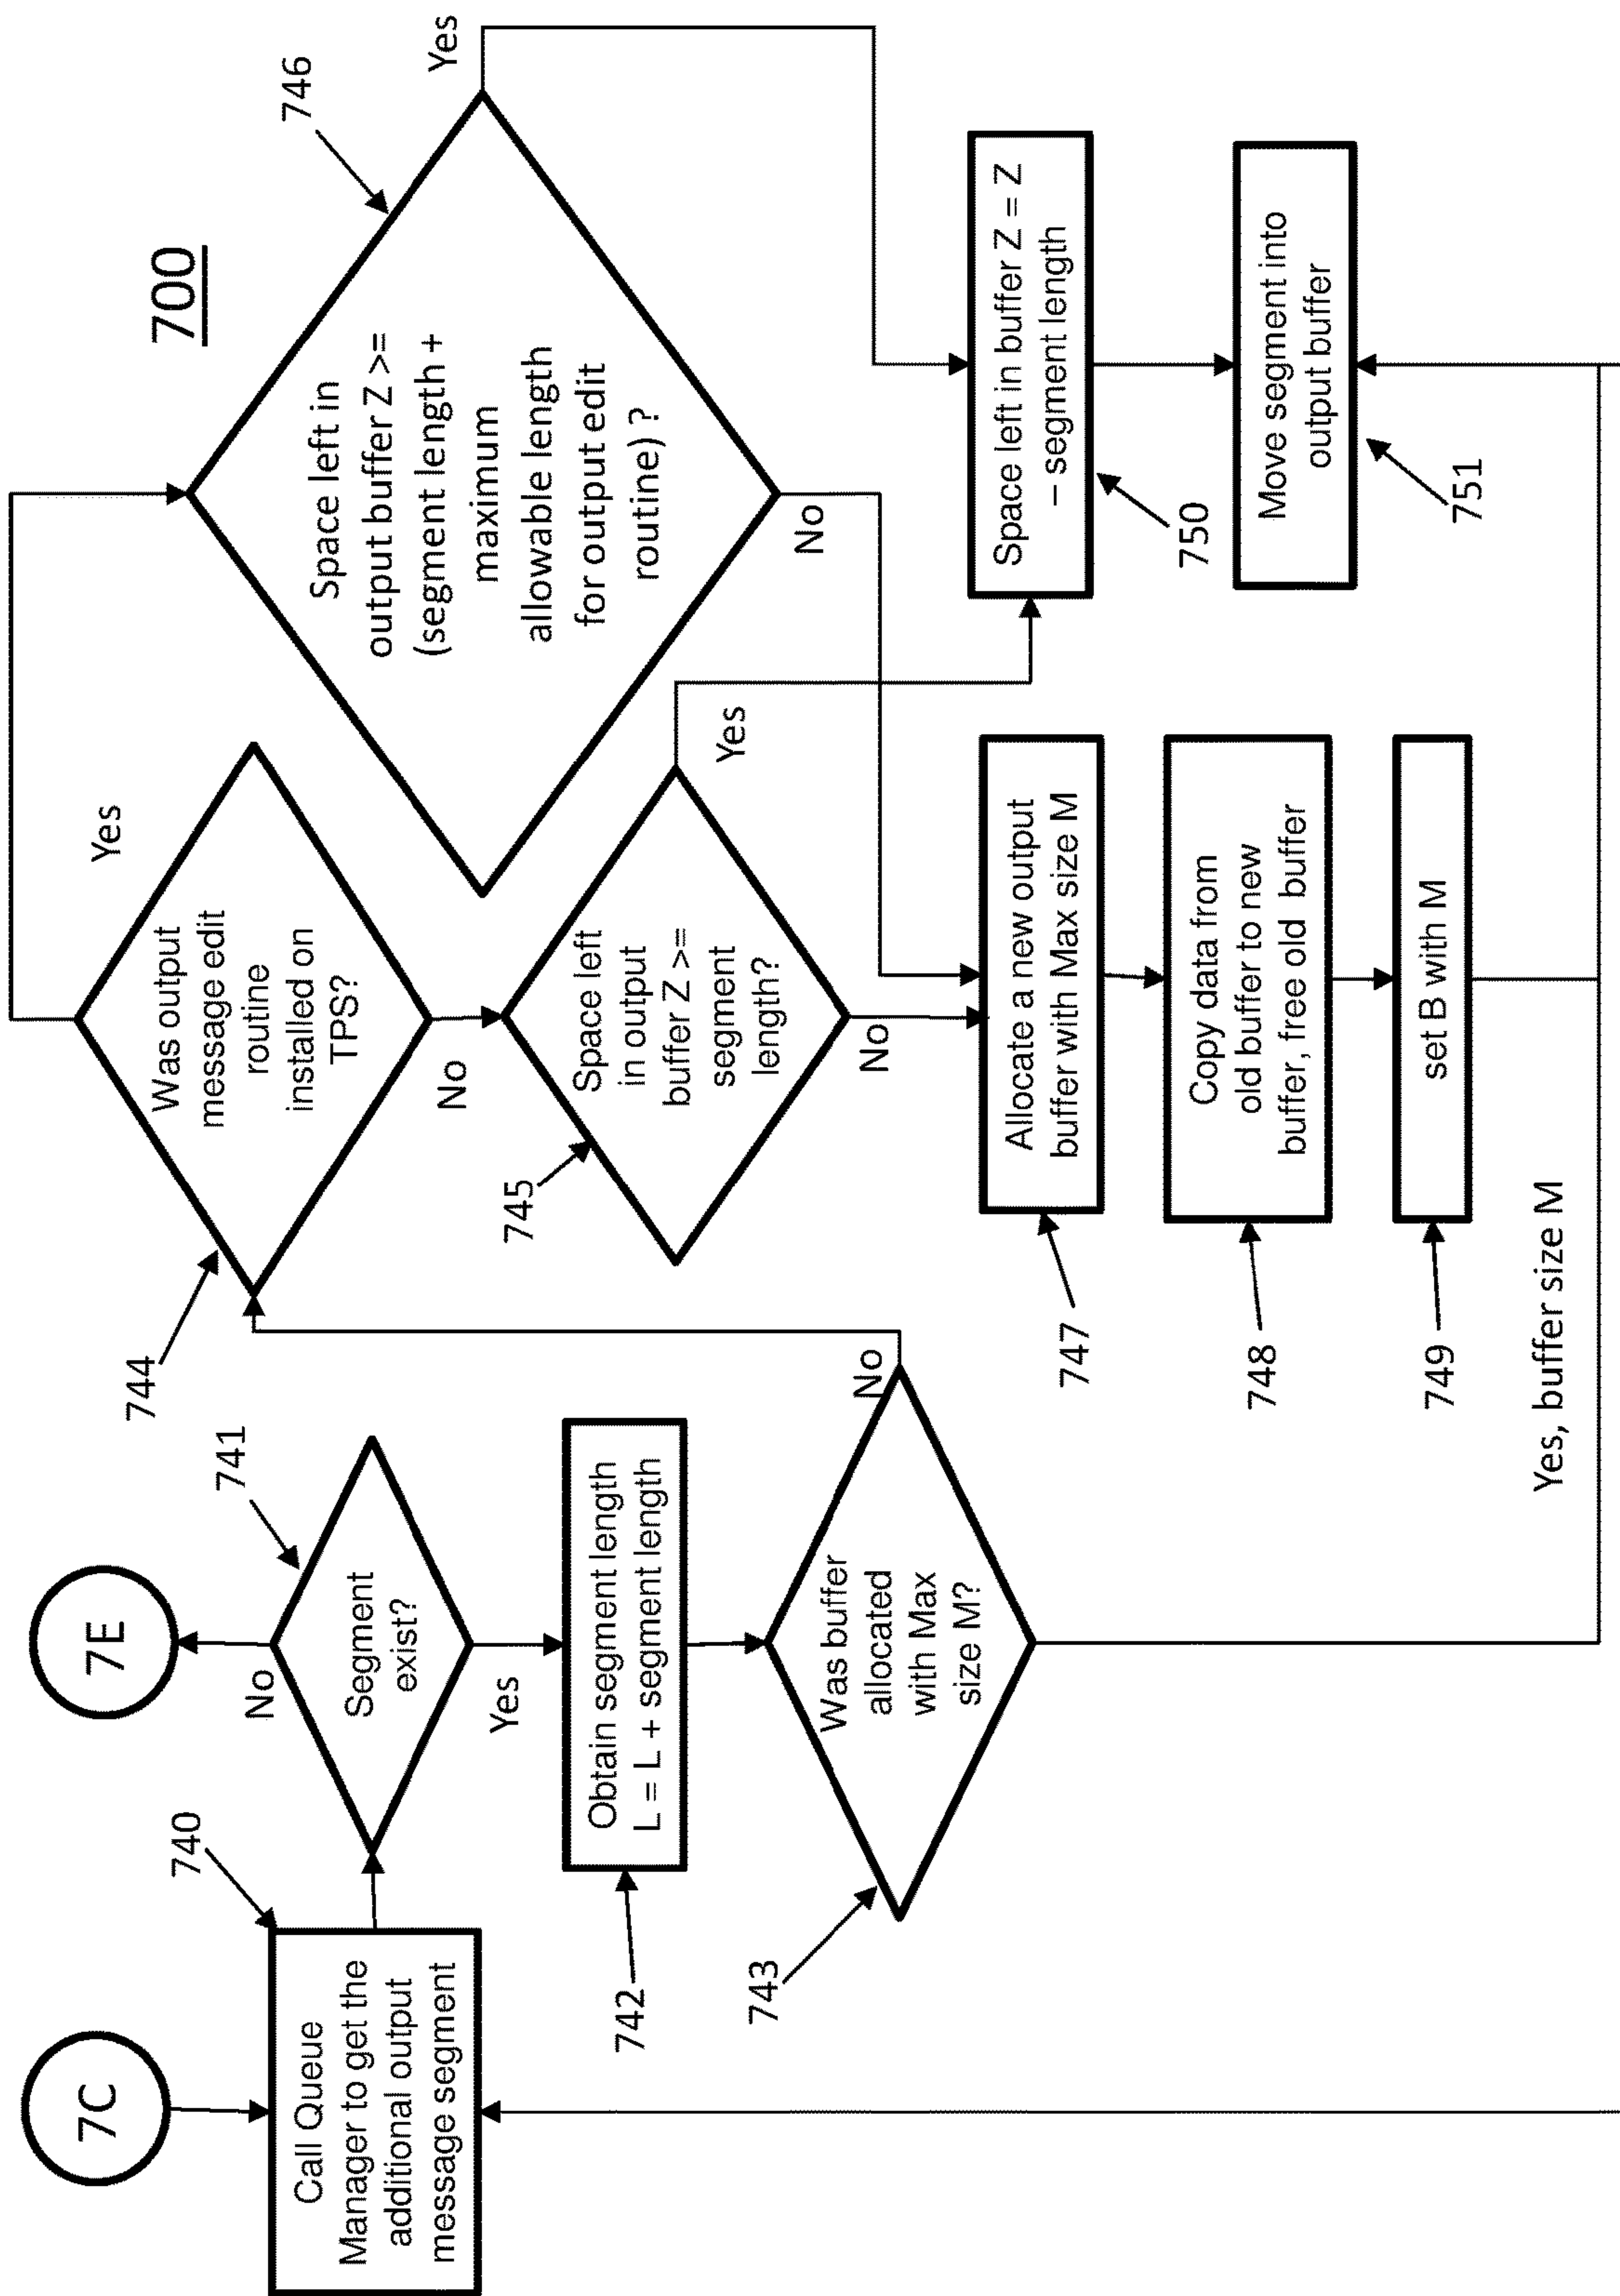 700
7C
7E
740
Call Queue
Manager to get the
additional output
message segment
741
Segment
exist?
No
Yes
742
Obtain segment length
L = L + segment length
743
Was buffer
allocated
with Max
size M?
No
Yes, buffer size M
744
Was output
message edit
routine
installed on
TPS?
Yes
No
745
Space left
in output
buffer Z >=
segment
length?
Yes
No
746
Space left in
output buffer Z >=
(segment length +
maximum
allowable length
for output edit
routine) ?
Yes
No
747
Allocate a new output
buffer with Max size M
748
Copy data from
old buffer to new
buffer, free old buffer
749
set B with M
750
Space left in buffer Z = Z
– segment length
751
Move segment into
output buffer